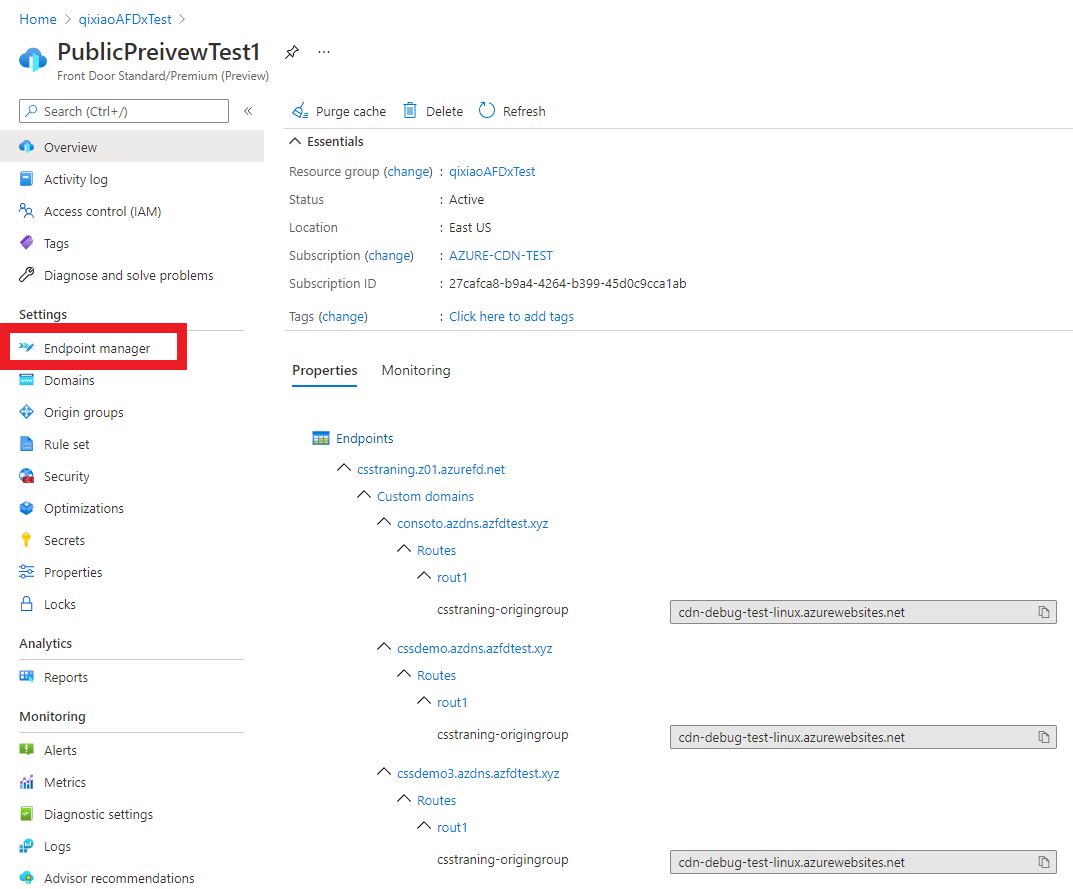 Home > qixiaoAFDxTest >
PublicPreivewTest1
...
Front Door Standard/Premium (Preview)
Search (Ctrl+/)
«
Overview
Activity log
Access control (IAM)
Tags
Diagnose and solve problems
Settings
Endpoint manager
Domains
Origin groups
Rule set
Security
Optimizations
Secrets
Properties
Locks
Analytics
Reports
Monitoring
Alerts
Metrics
Diagnostic settings
Logs
Advisor recommendations
Purge cache Delete Refresh
Essentials
Resource group (change) : qixiaoAFDxTest
Status : Active
Location : East US
Subscription (change) : AZURE-CDN-TEST
Subscription ID : 27cafca8-b9a4-4264-b399-45d0c9cca1ab
Tags (change) : Click here to add tags
Properties Monitoring
Endpoints
csstraning.z01.azurefd.net
Custom domains
consoto.azdns.azfdtest.xyz
Routes
rout1
csstraning-origingroup cdn-debug-test-linux.azurewebsites.net
cssdemo.azdns.azfdtest.xyz
Routes
rout1
csstraning-origingroup cdn-debug-test-linux.azurewebsites.net
cssdemo3.azdns.azfdtest.xyz
Routes
rout1
csstraning-origingroup cdn-debug-test-linux.azurewebsites.net